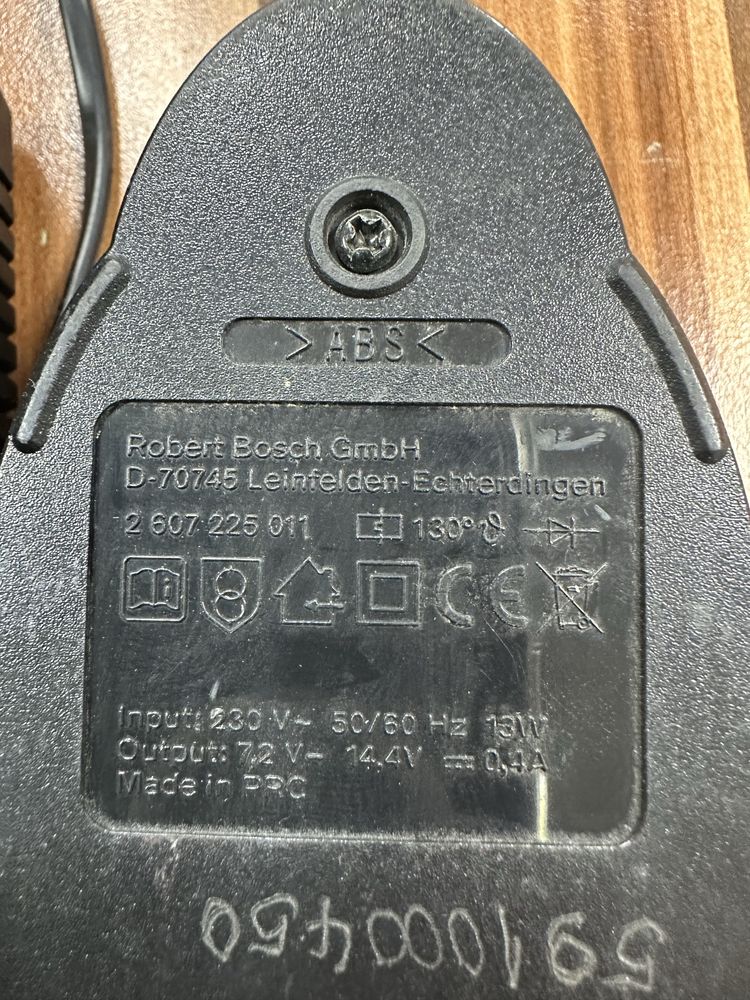 >ABS<
Robert Bosch GmbH
D-70745 Leinfelden-Echterdingen
2 607 225 011 130°ϑ
CE
Input: 230 V~ 50/60 Hz 13W
Output: 7,2 V– 14,4V ⎓ 0,4A
Made in PRC
591000450